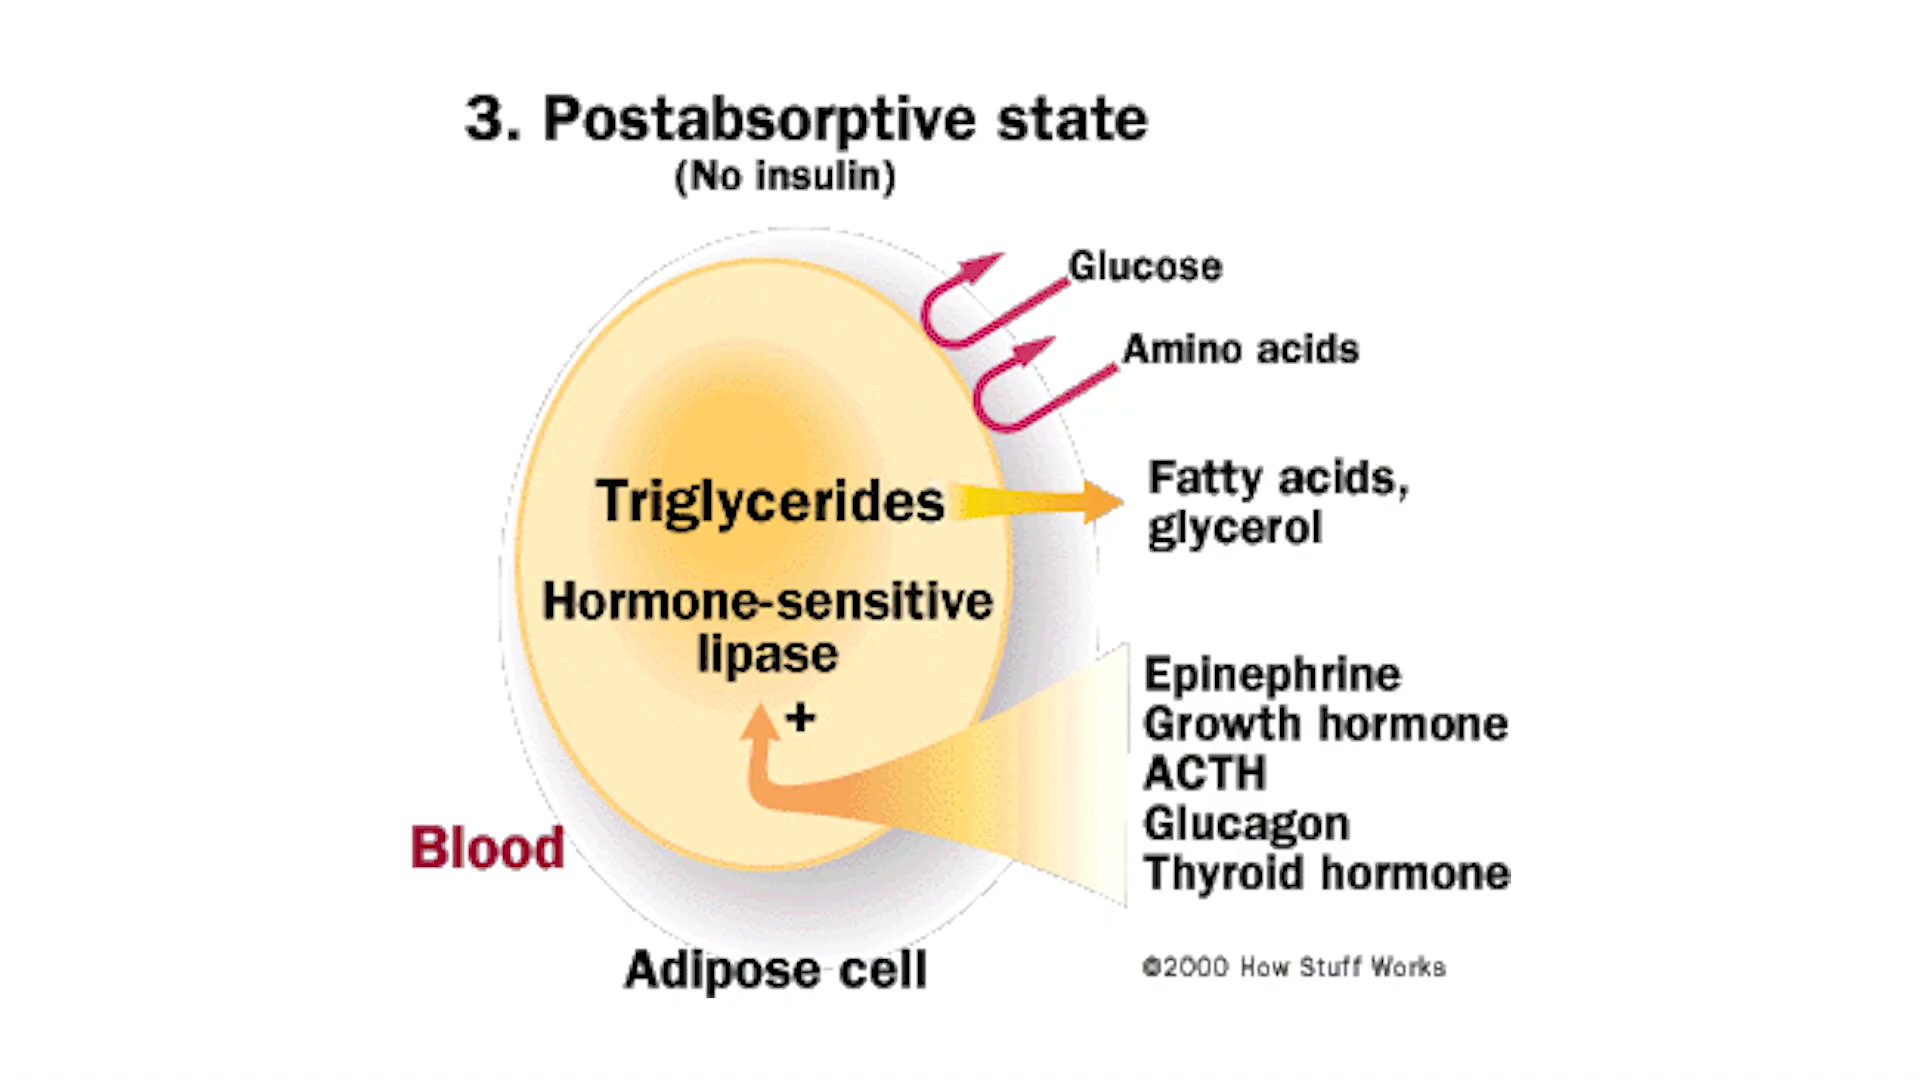 3. Postabsorptive state
(No insulin)
Glucose
Amino acids
Triglycerides
Fatty acids,
glycerol
Hormone-sensitive
lipase
+
Epinephrine
Growth hormone
ACTH
Glucagon
Thyroid hormone
Blood
Adipose cell
©2000 How Stuff Works